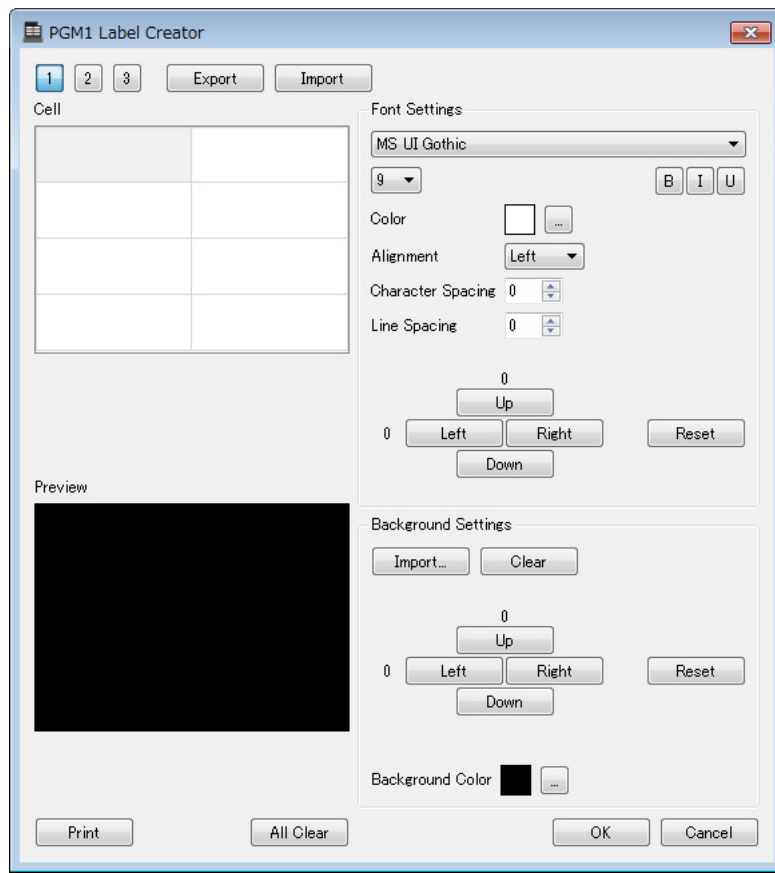 PGM1 Label Creator
1 2 3 Export Import
Cell
Font Settings
MS UI Gothic
9 B I U
Color ...
Alignment Left
Character Spacing 0
Line Spacing 0
0
Up
0 Left Right Reset
Down
Preview
Background Settings
Import... Clear
0
Up
0 Left Right Reset
Down
Background Color ...
Print All Clear OK Cancel